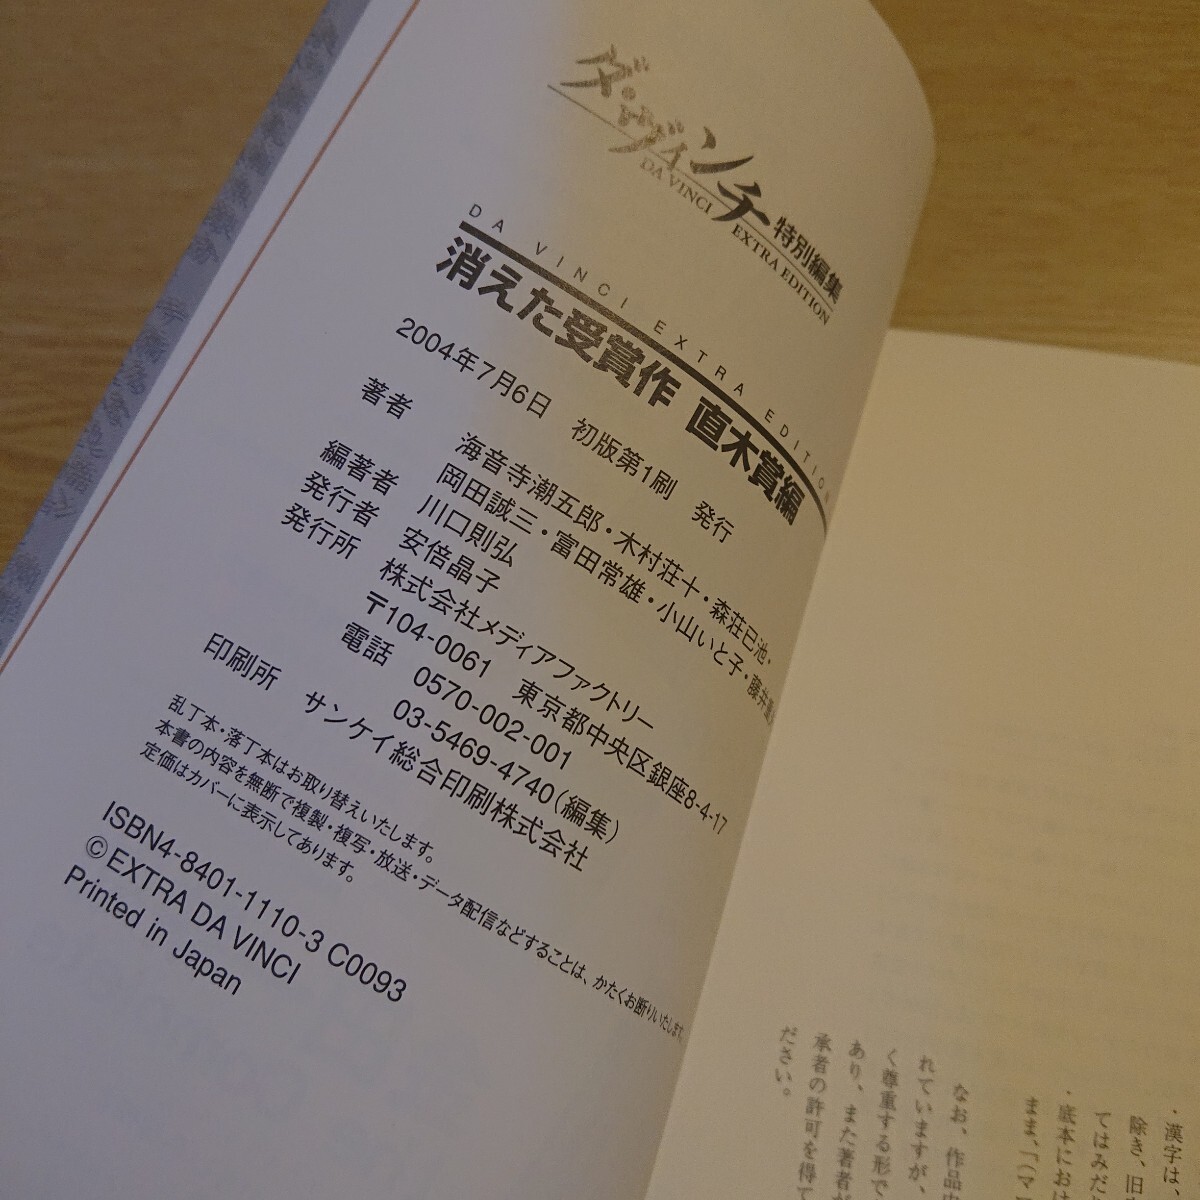 ダ・ヴィンチ 特別編集
DA VINCI EXTRA EDITION
DA VINCI EXTRA EDITION
消えた受賞作 直木賞編
2004年7月6日 初版第1刷 発行
著者 海音寺潮五郎・木村荘十・森荘已池・
岡田誠三・富田常雄・小山いと子・藤井重夫
編著者 川口則弘
発行者 安倍晶子
発行所 株式会社メディアファクトリー
〒104-0061 東京都中央区銀座8-4-17
電話 0570-002-001
03-5469-4740(編集)
印刷所 サンケイ総合印刷株式会社
乱丁本・落丁本はお取り替えいたします。
本書の内容を無断で複製・複写・放送・データ配信などすることは、かたくお断りいたします。
定価はカバーに表示してあります。
ISBN4-8401-1110-3 C0093
©EXTRA DA VINCI
Printed in Japan
・漢字は、
除き、旧
てはみだ
・底本におけ
まま、「(マ
なお、作品中
れていますが、
く尊重する形で、
あり、また著者が
承者の許可を得て
ださい。